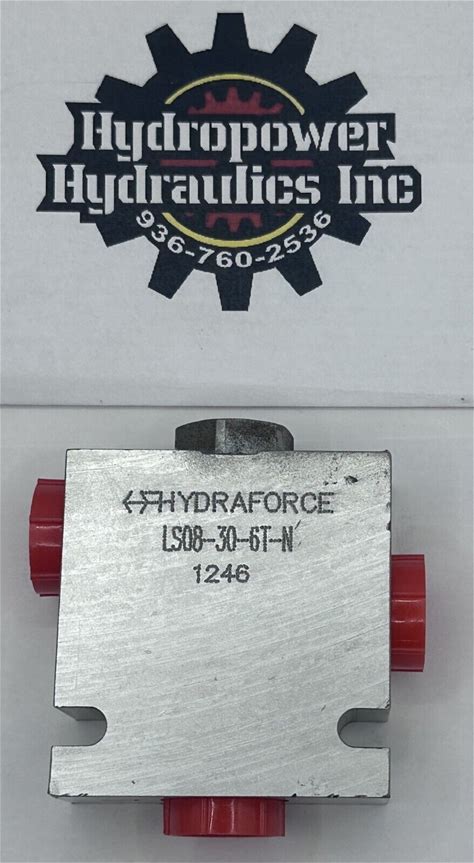 Hydropower
Hydraulics Inc
936-760-2536
HYDRAFORCE
LS08-30-6T-N
1246